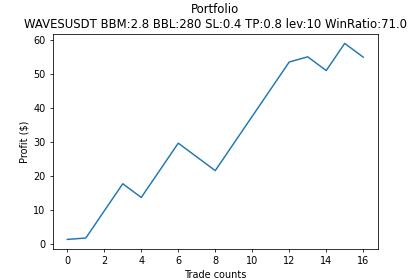 Portfolio
WAVESUSDT BBM:2.8 BBL:280 SL:0.4 TP:0.8 lev:10 WinRatio:71.0
60
50
40
30
20
10
0
Profit ($)
0 2 4 6 8 10 12 14 16
Trade counts